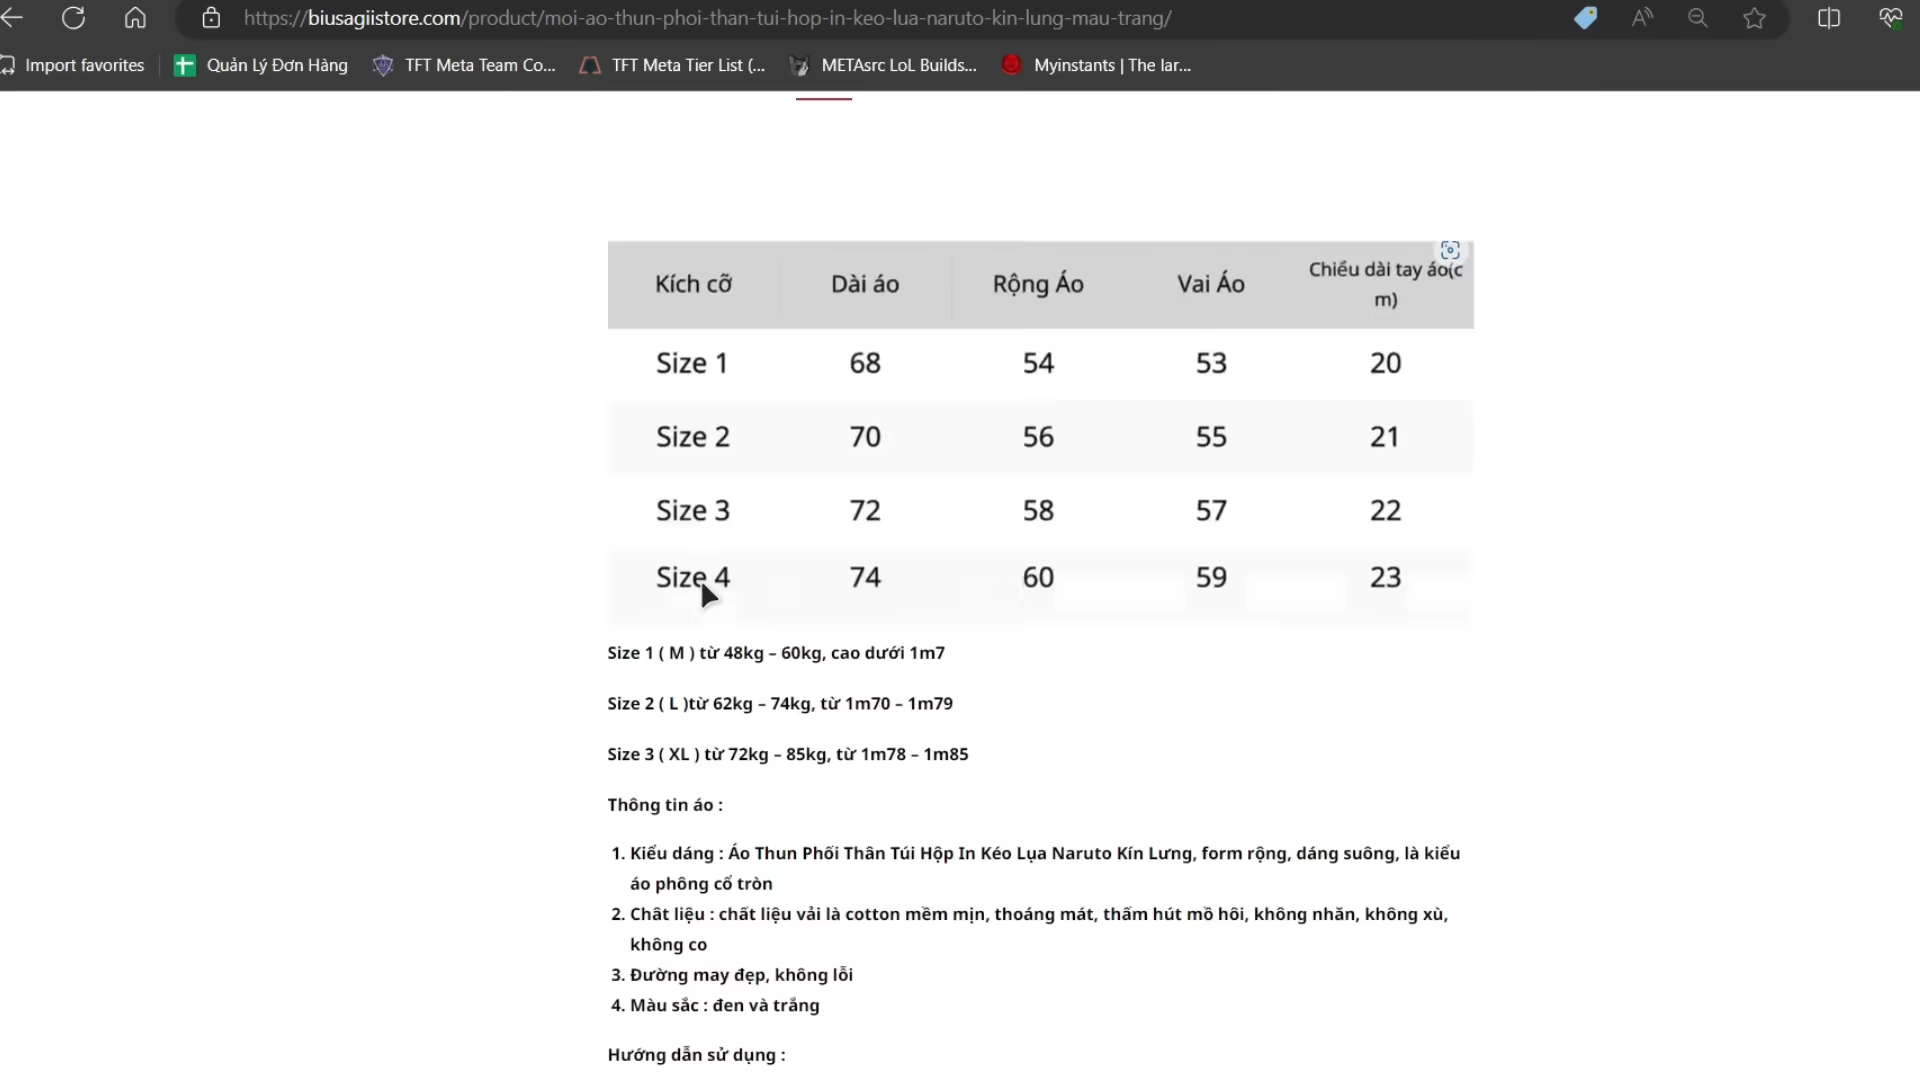 https://biusagiistore.com/product/moi-ao-thun-phoi-than-tui-hop-in-keo-lua-naruto-kin-lung-mau-trang/
Import favorites Quản Lý Đơn Hàng TFT Meta Team Co... TFT Meta Tier List (... METAsrc LoL Builds... Myinstants | The lar...
Kích cỡ Dài áo Rộng Áo Vai Áo Chiều dài tay áo(c
m)
Size 1 68 54 53 20
Size 2 70 56 55 21
Size 3 72 58 57 22
Size 4 74 60 59 23
Size 1 ( M ) từ 48kg – 60kg, cao dưới 1m7
Size 2 ( L )từ 62kg – 74kg, từ 1m70 – 1m79
Size 3 ( XL ) từ 72kg – 85kg, từ 1m78 – 1m85
Thông tin áo :
1. Kiểu dáng : Áo Thun Phối Thân Túi Hộp In Kéo Lụa Naruto Kín Lưng, form rộng, dáng suông, là kiểu
áo phông cổ tròn
2. Chât liệu : chất liệu vải là cotton mềm mịn, thoáng mát, thấm hút mồ hôi, không nhăn, không xù,
không co
3. Đường may đẹp, không lỗi
4. Màu sắc : đen và trắng
Hướng dẫn sử dụng :